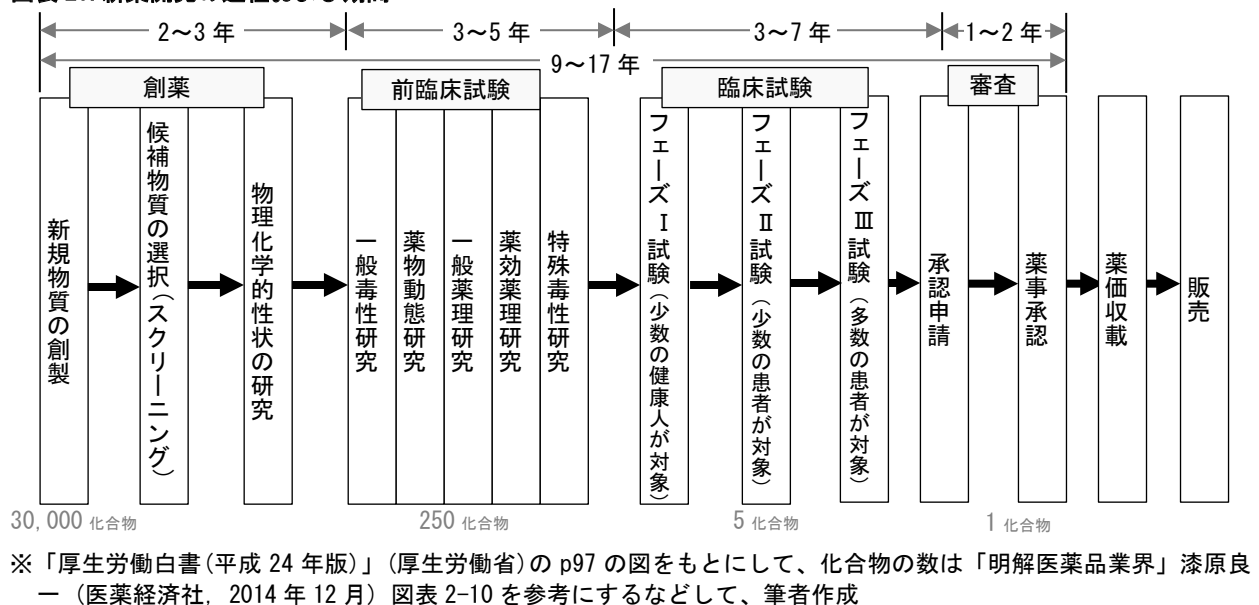 2～3 年
3～5 年
3～7 年
1～2 年
9～17 年
創薬
前臨床試験
臨床試験
審査
新規物質の創製
候補物質の選択（スクリーニング）
物理化学的性状の研究
一般毒性研究
薬物動態研究
一般薬理研究
薬効薬理研究
特殊毒性研究
フェーズⅠ試験（少数の健康人が対象）
フェーズⅡ試験（少数の患者が対象）
フェーズⅢ試験（多数の患者が対象）
承認申請
薬事承認
薬価収載
販売
30,000 化合物
250 化合物
5 化合物
1 化合物
※「厚生労働白書(平成 24 年版)」(厚生労働省)の p97 の図をもとにして、化合物の数は「明解医薬品業界」漆原良
一（医薬経済社，2014 年 12 月）図表 2-10 を参考にするなどして、筆者作成